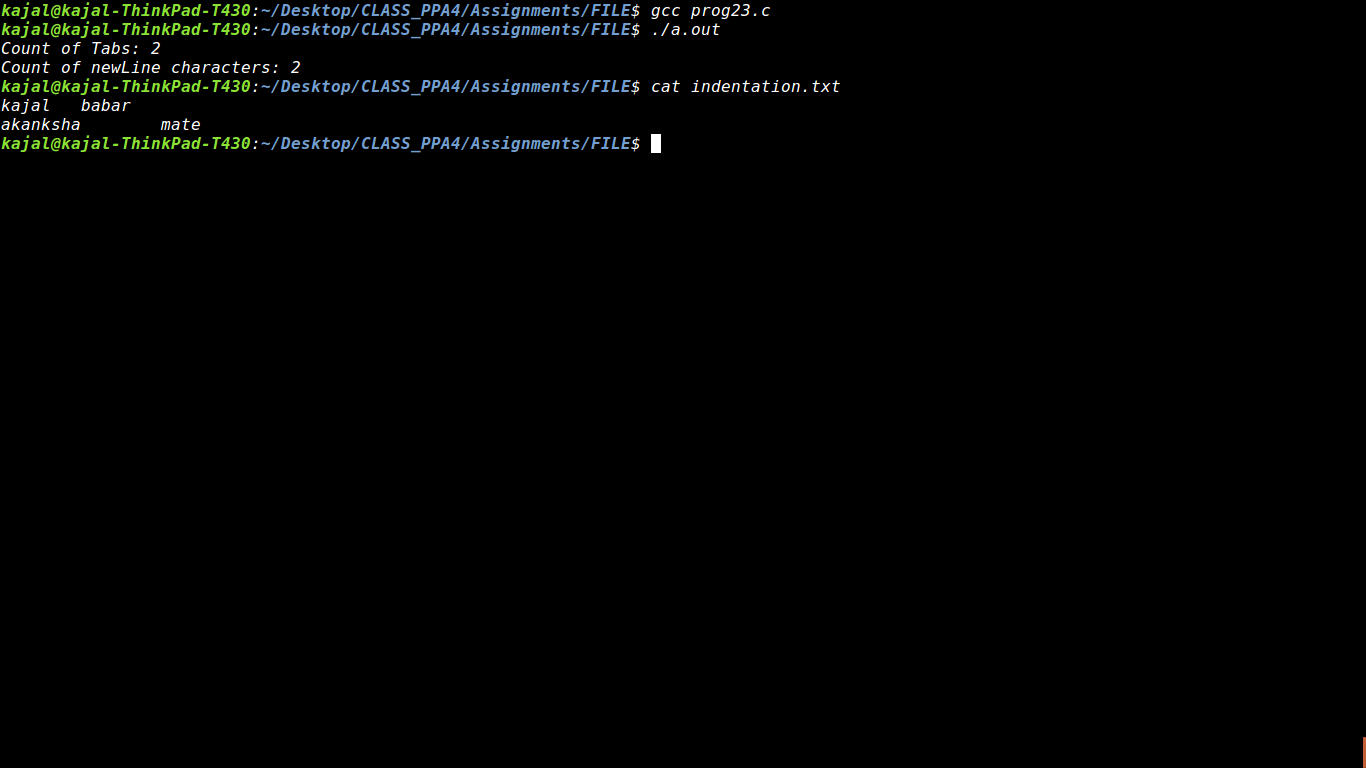 kajal@kajal-ThinkPad-T430:~/Desktop/CLASS_PPA4/Assignments/FILE$ gcc prog23.c
kajal@kajal-ThinkPad-T430:~/Desktop/CLASS_PPA4/Assignments/FILE$ ./a.out
Count of Tabs: 2
Count of newLine characters: 2
kajal@kajal-ThinkPad-T430:~/Desktop/CLASS_PPA4/Assignments/FILE$ cat indentation.txt
kajal	babar
akanksha	mate
kajal@kajal-ThinkPad-T430:~/Desktop/CLASS_PPA4/Assignments/FILE$